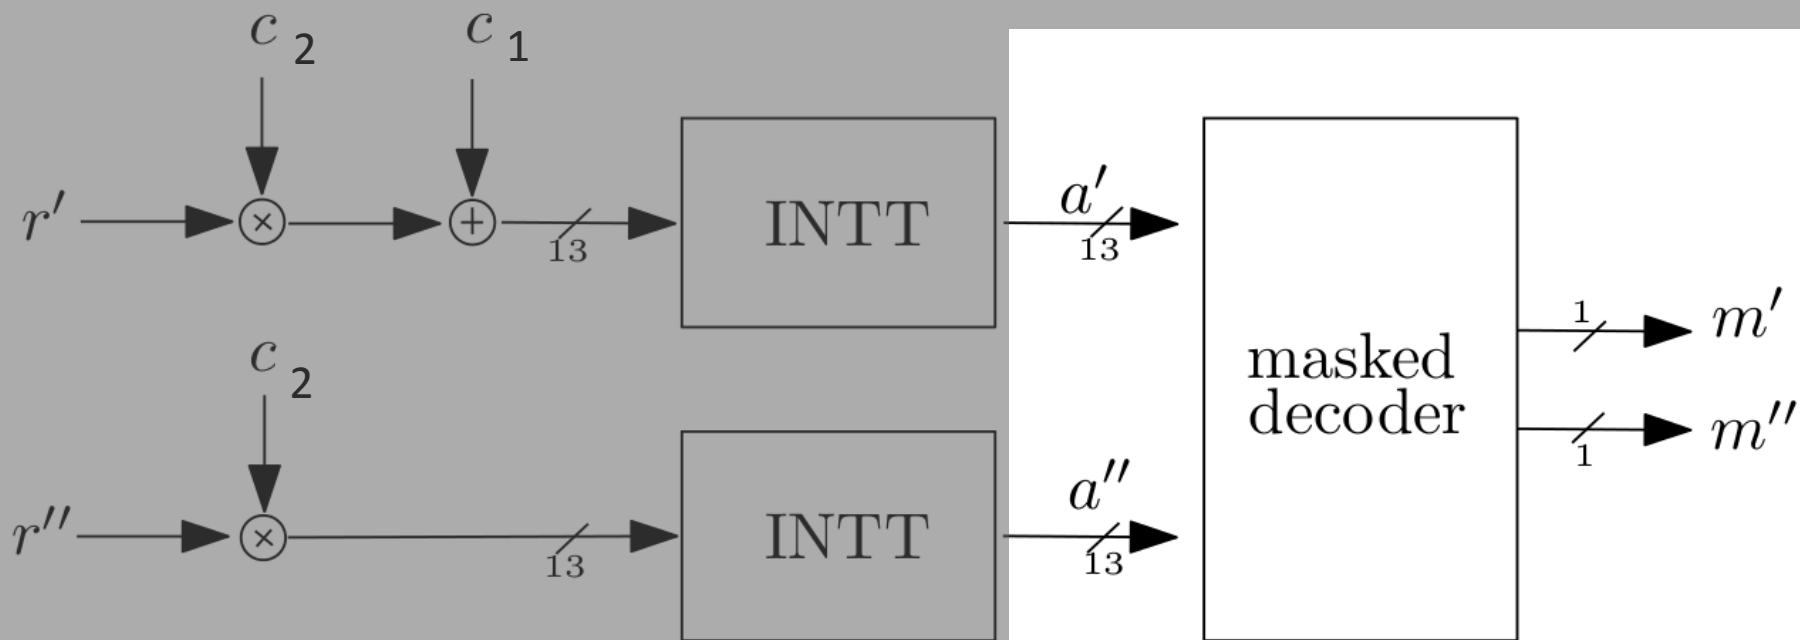 c 2
c 1
r′
×
+
13
INTT
a′
13
c 2
r″
×
13
INTT
a″
13
masked
decoder
1
m′
1
m″